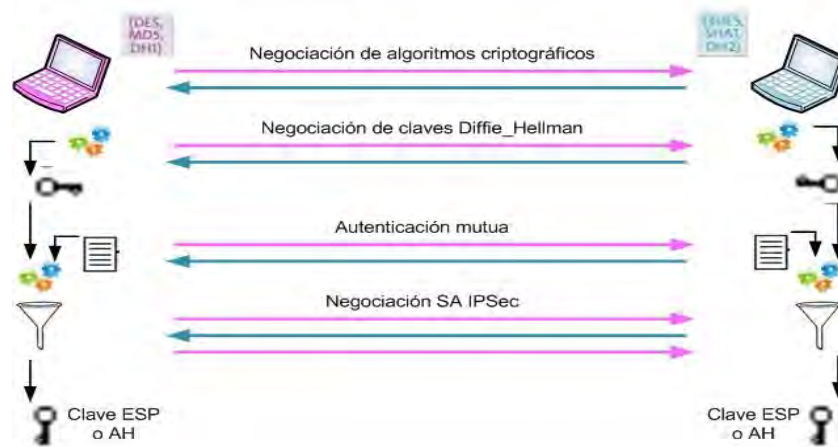 {DES,
MD5,
DH1}
Negociación de algoritmos criptográficos
Negociación de claves Diffie_Hellman
Autenticación mutua
Negociación SA IPSec
Clave ESP
o AH
Clave ESP
o AH